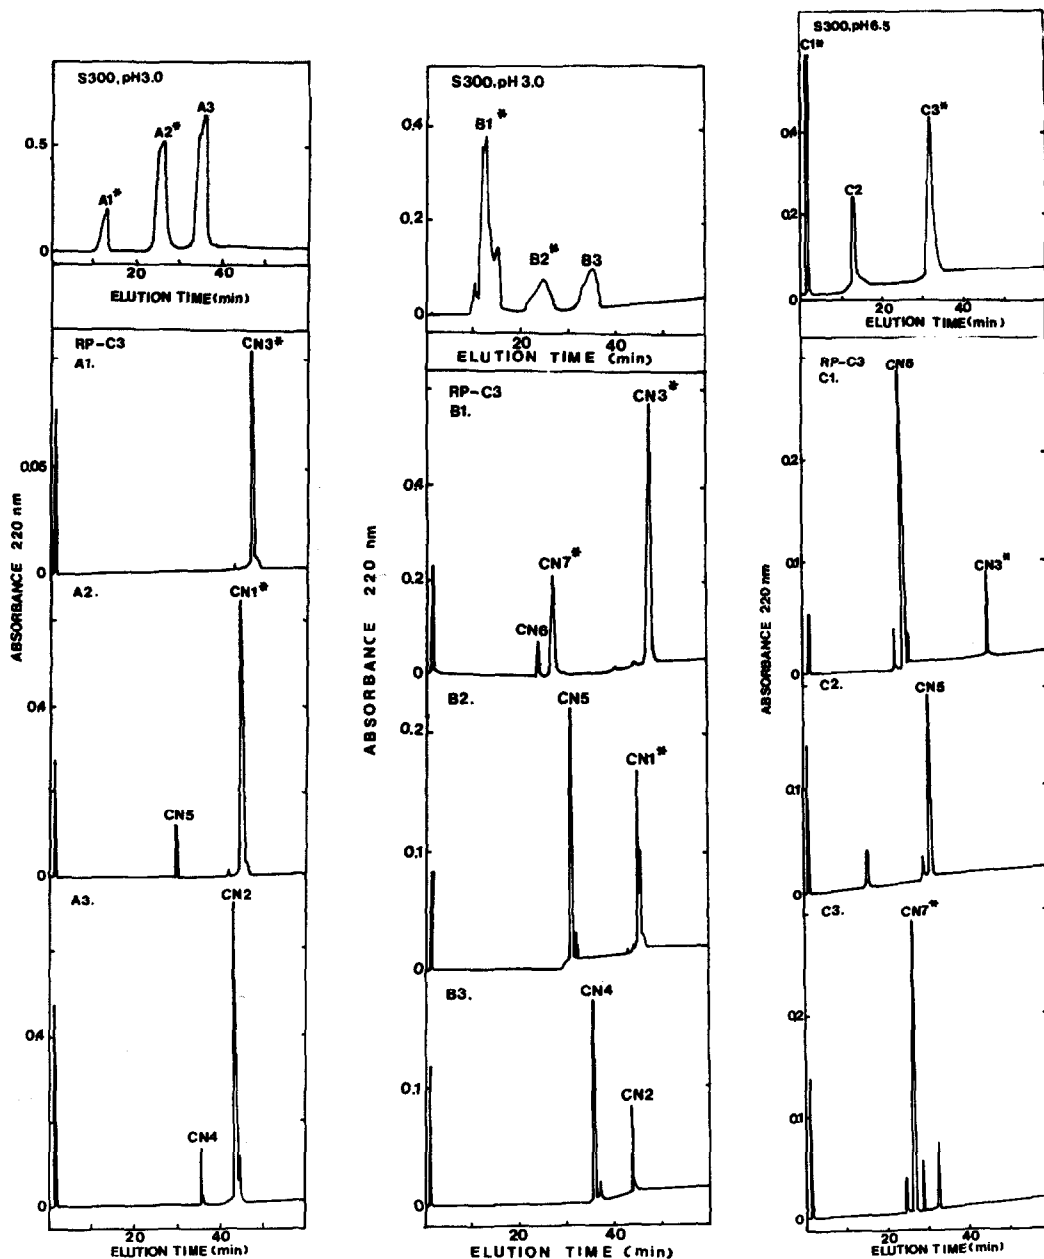 S300, pH3.0
A1*
A2*
A3
0.5
0
20
40
ELUTION TIME (min)
RP-C3
A1.
CN3*
0.05
0
A2.
CN1*
CN5
0.4
0
A3.
CN2
CN4
0.4
0
20
40
ELUTION TIME (min)
ABSORBANCE 220 nm
S300, pH 3.0
B1*
B2*
B3
0.4
0.2
0
20
40
ELUTION TIME (min)
RP-C3
B1.
CN3*
CN7*
CN6
0.4
0.2
0
B2.
CN5
CN1*
0.2
0.1
0
B3.
CN4
CN2
0.1
0
20
40
ELUTION TIME (min)
ABSORBANCE 220 nm
S300, pH6.5
C1*
C2
C3*
0.4
0.2
0
20
40
ELUTION TIME (min)
RP-C3
C1.
CN6
CN3*
0.2
0.1
0
C2.
CN5
0.1
0
C3.
CN7*
0.2
0.1
0
20
40
ELUTION TIME (min)
ABSORBANCE 220 nm